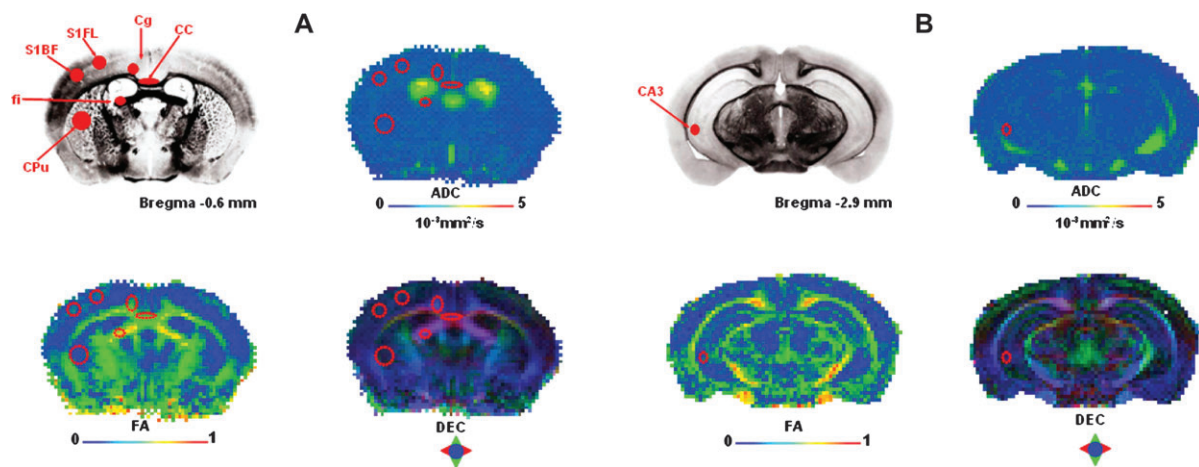 A
Cg
CC
S1FL
S1BF
fi
CPu
Bregma -0.6 mm
ADC
0 5
10⁻³mm²/s
FA
0 1
DEC
B
CA3
Bregma -2.9 mm
ADC
0 5
10⁻³mm²/s
FA
0 1
DEC